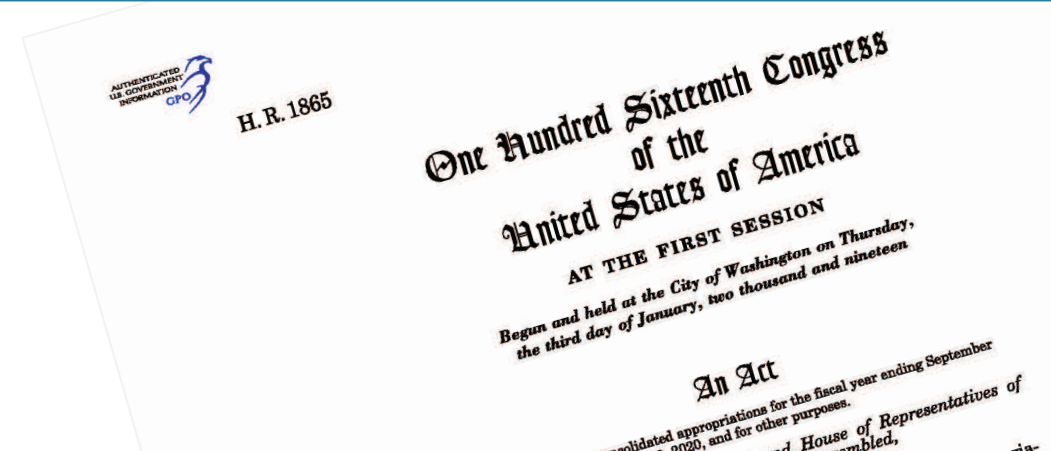 AUTHENTICATED
U.S. GOVERNMENT
INFORMATION
GPO
H. R. 1865
One Hundred Sixteenth Congress
of the
United States of America
AT THE FIRST SESSION
Begun and held at the City of Washington on Thursday,
the third day of January, two thousand and nineteen
An Act
appropriations for the fiscal year ending September
2020, and for other purposes.
House of Representatives of